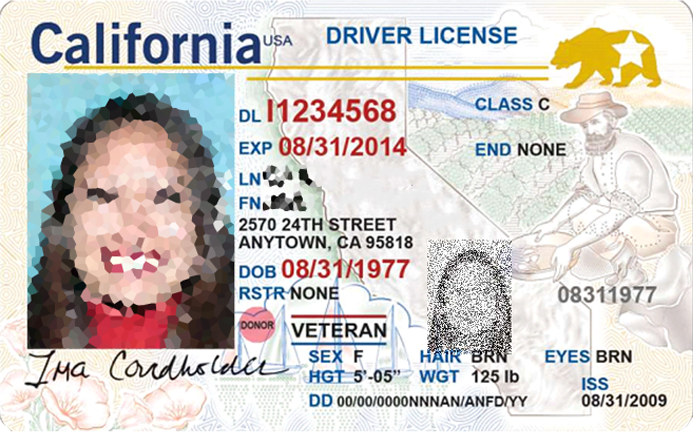 California USA DRIVER LICENSE
DL I1234568 CLASS C
EXP 08/31/2014 END NONE
LN
FN
2570 24TH STREET
ANYTOWN, CA 95818
DOB 08/31/1977
RSTR NONE 08311977
DONOR VETERAN
SEX F HAIR BRN EYES BRN
HGT 5'-05" WGT 125 lb ISS
DD 00/00/0000NNNAN/ANFD/YY 08/31/2009
Ima Cardholder